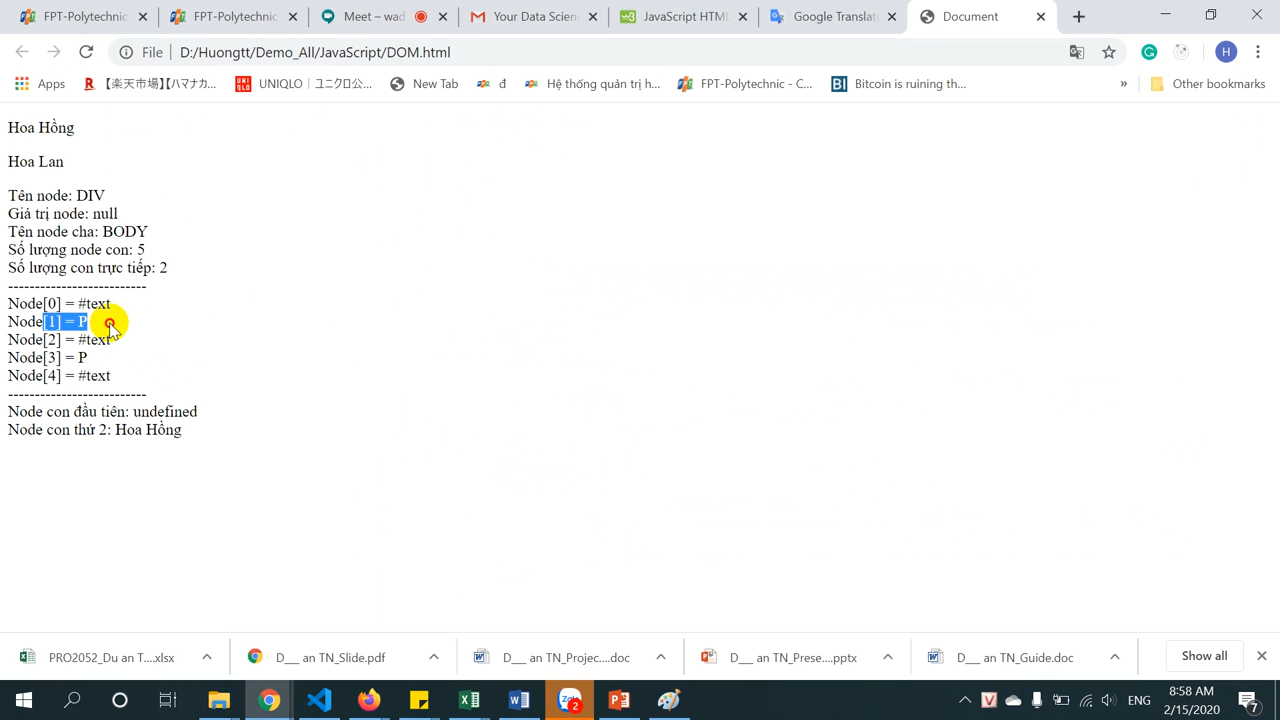 FPT-Polytechnic
FPT-Polytechnic
Meet – wad
Your Data Scien
JavaScript HTML
Google Translat
Document
File D:/Huongtt/Demo_All/JavaScript/DOM.html
H
Apps
【楽天市場】【ハマナカ...
UNIQLO｜ユニクロ公...
New Tab
đ
Hệ thống quản trị h...
FPT-Polytechnic - C...
BI Bitcoin is ruining th...
»
Other bookmarks
Hoa Hồng
Hoa Lan
Tên node: DIV
Giá trị node: null
Tên node cha: BODY
Số lượng node con: 5
Số lượng con trực tiếp: 2
--------------------------
Node[0] = #text
Node[1] = P
Node[2] = #text
Node[3] = P
Node[4] = #text
--------------------------
Node con đầu tiên: undefined
Node con thứ 2: Hoa Hồng
PRO2052_Du an T....xlsx
D___ an TN_Slide.pdf
D___ an TN_Projec....doc
D___ an TN_Prese....pptx
D___ an TN_Guide.doc
Show all
2
ENG
8:58 AM
2/15/2020
7